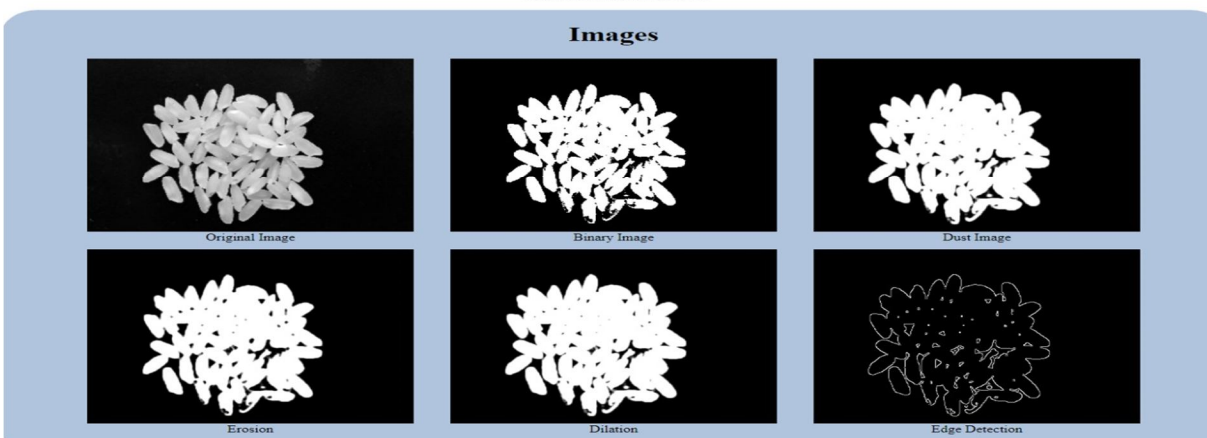 Images
Original Image
Binary Image
Dust Image
Erosion
Dilation
Edge Detection